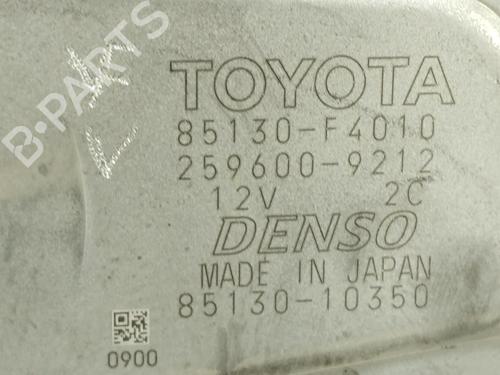 B-PARTS
TOYOTA
85130-F4010
259600-9212
12V 2C
DENSO
MADE IN JAPAN
85130-10350
0900